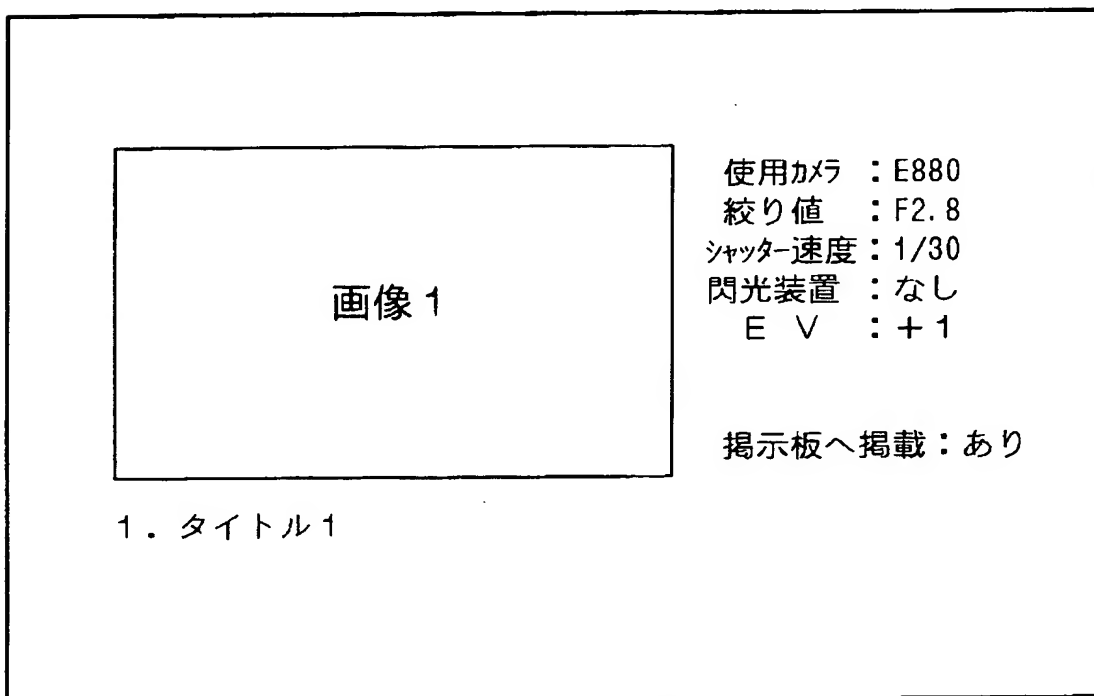 画像1
使用ｶﾒﾗ：E880
絞り値：F2.8
ｼｬｯﾀｰ速度：1/30
閃光装置：なし
ＥＶ：＋1
掲示板へ掲載：あり
1．タイトル1